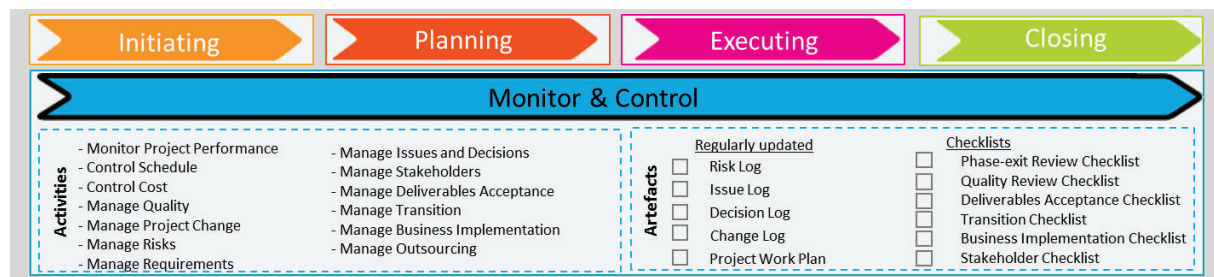 Initiating
Planning
Executing
Closing
Monitor & Control
Activities
- Monitor Project Performance
- Control Schedule
- Control Cost
- Manage Quality
- Manage Project Change
- Manage Risks
- Manage Requirements
- Manage Issues and Decisions
- Manage Stakeholders
- Manage Deliverables Acceptance
- Manage Transition
- Manage Business Implementation
- Manage Outsourcing
Artefacts
Regularly updated
Risk Log
Issue Log
Decision Log
Change Log
Project Work Plan
Checklists
Phase-exit Review Checklist
Quality Review Checklist
Deliverables Acceptance Checklist
Transition Checklist
Business Implementation Checklist
Stakeholder Checklist